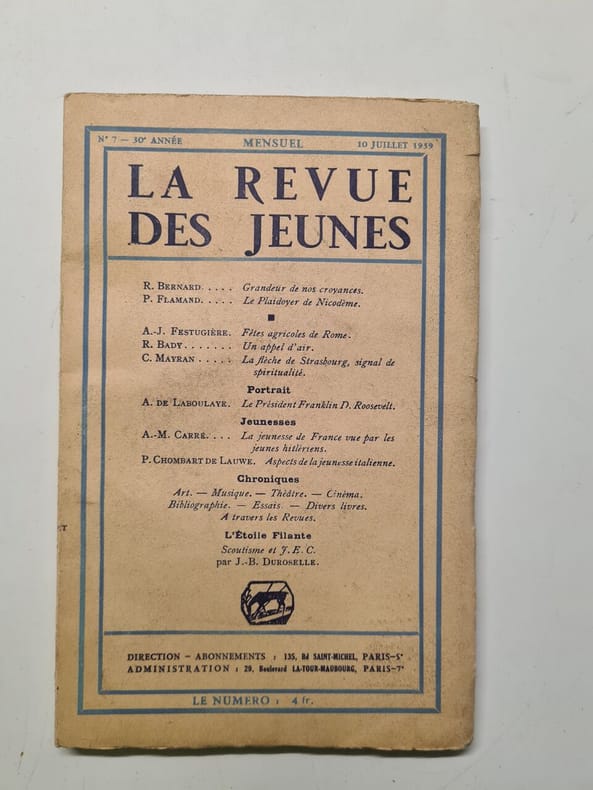 N° 7 — 30e ANNÉE MENSUEL 10 JUILLET 1939
LA REVUE
DES JEUNES
R. BERNARD. . . . . Grandeur de nos croyances.
P. FLAMAND. . . . . Le Plaidoyer de Nicodème.
A.-J. FESTUGIÈRE. Fêtes agricoles de Rome.
R. BADY. . . . . . . Un appel d'air.
C. MAYRAN . . . . . La flèche de Strasbourg, signal de
spiritualité.
Portrait
A. DE LABOULAYE. Le Président Franklin D. Roosevelt.
Jeunesses
A.-M. CARRÉ. . . . La jeunesse de France vue par les
jeunes hitlériens.
P. CHOMBART DE LAUWE. Aspects de la jeunesse italienne.
Chroniques
Art. — Musique. — Théâtre. — Cinéma.
Bibliographie. — Essais. — Divers livres.
A travers les Revues.
L'Étoile Filante
Scoutisme et J. E. C.
par J.-B. DUROSELLE.
DIRECTION – ABONNEMENTS : 135, Bd SAINT-MICHEL, PARIS-5e
ADMINISTRATION : 29, Boulevard LA-TOUR-MAUBOURG, PARIS-7e
LE NUMÉRO : 4 fr.
ET